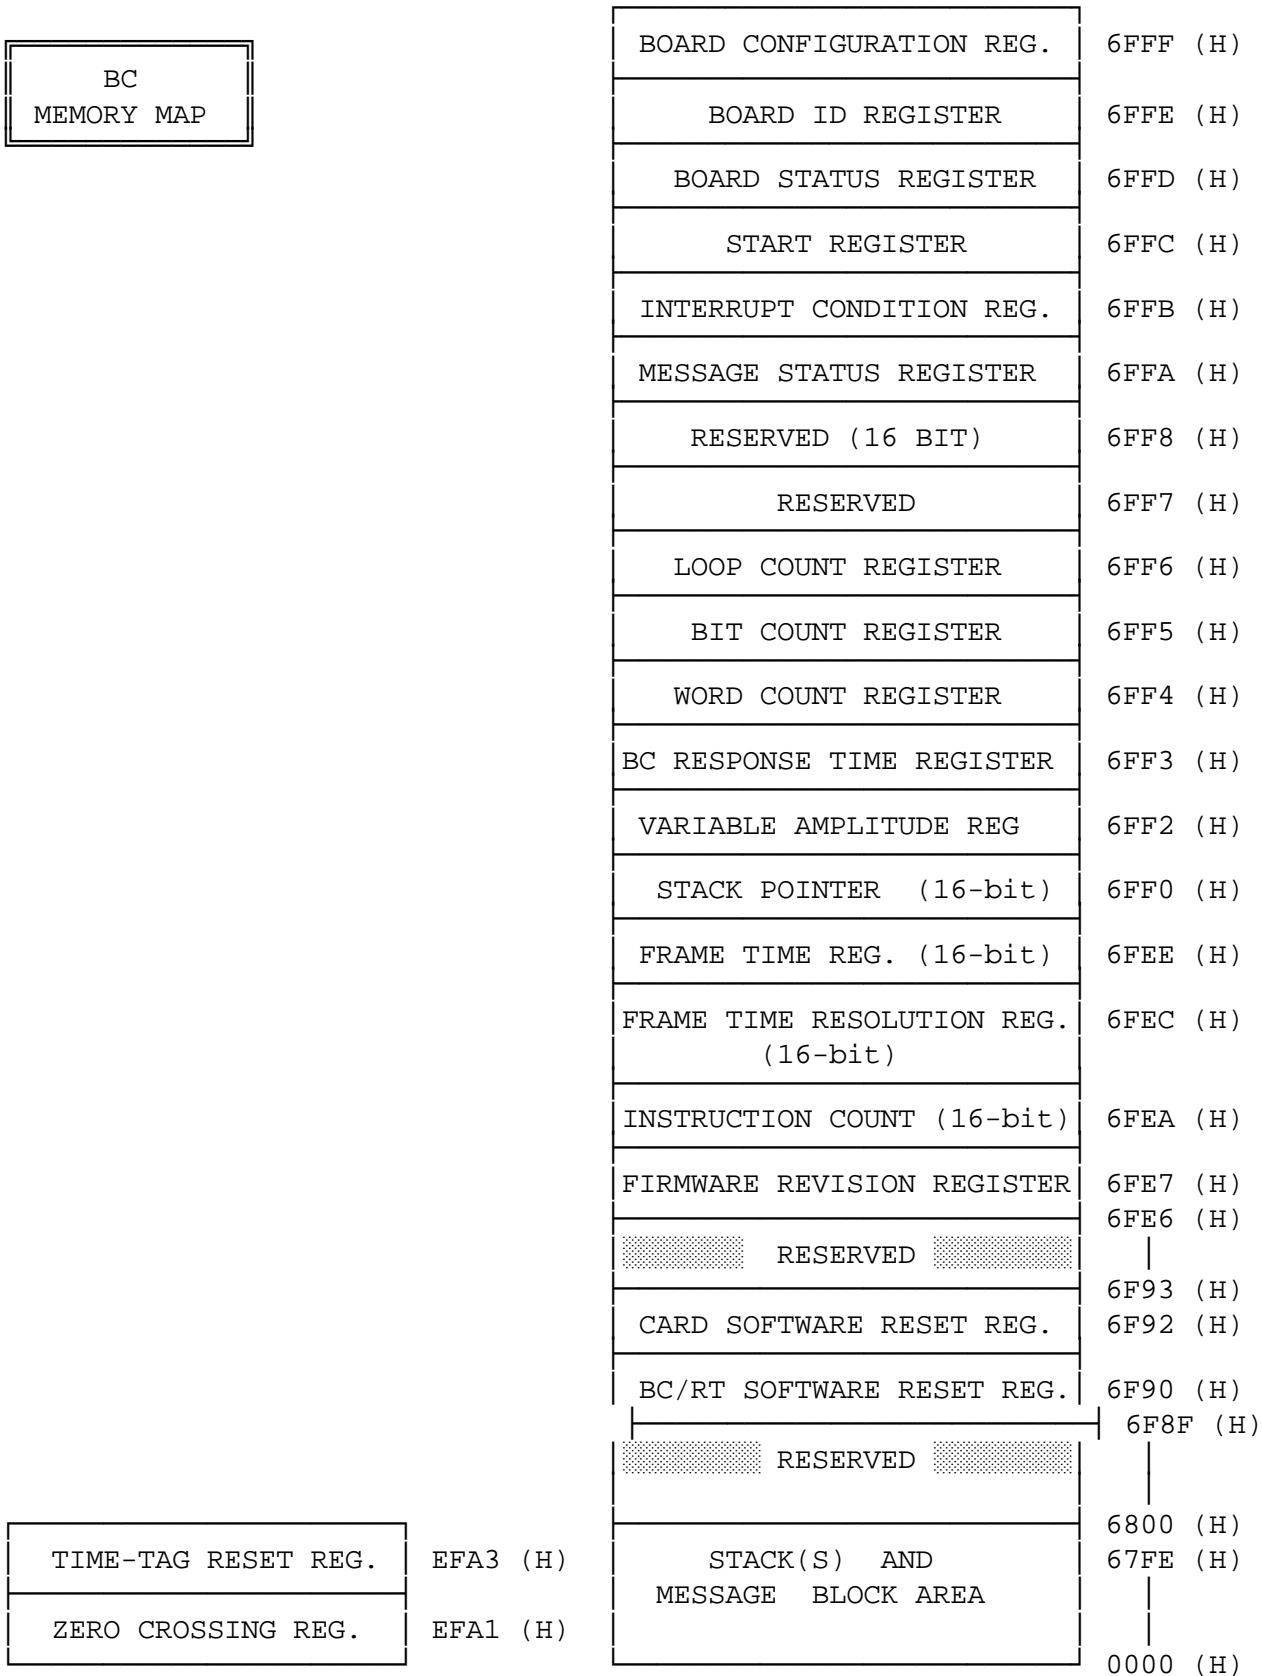 BC
MEMORY MAP
BOARD CONFIGURATION REG. 6FFF (H)
BOARD ID REGISTER 6FFE (H)
BOARD STATUS REGISTER 6FFD (H)
START REGISTER 6FFC (H)
INTERRUPT CONDITION REG. 6FFB (H)
MESSAGE STATUS REGISTER 6FFA (H)
RESERVED (16 BIT) 6FF8 (H)
RESERVED 6FF7 (H)
LOOP COUNT REGISTER 6FF6 (H)
BIT COUNT REGISTER 6FF5 (H)
WORD COUNT REGISTER 6FF4 (H)
BC RESPONSE TIME REGISTER 6FF3 (H)
VARIABLE AMPLITUDE REG 6FF2 (H)
STACK POINTER (16-bit) 6FF0 (H)
FRAME TIME REG. (16-bit) 6FEE (H)
FRAME TIME RESOLUTION REG. 6FEC (H)
(16-bit)
INSTRUCTION COUNT (16-bit) 6FEA (H)
FIRMWARE REVISION REGISTER 6FE7 (H)
6FE6 (H)
RESERVED
6F93 (H)
CARD SOFTWARE RESET REG. 6F92 (H)
BC/RT SOFTWARE RESET REG. 6F90 (H)
6F8F (H)
RESERVED
6800 (H)
STACK(S) AND 67FE (H)
MESSAGE BLOCK AREA
0000 (H)
TIME-TAG RESET REG. EFA3 (H)
ZERO CROSSING REG. EFA1 (H)